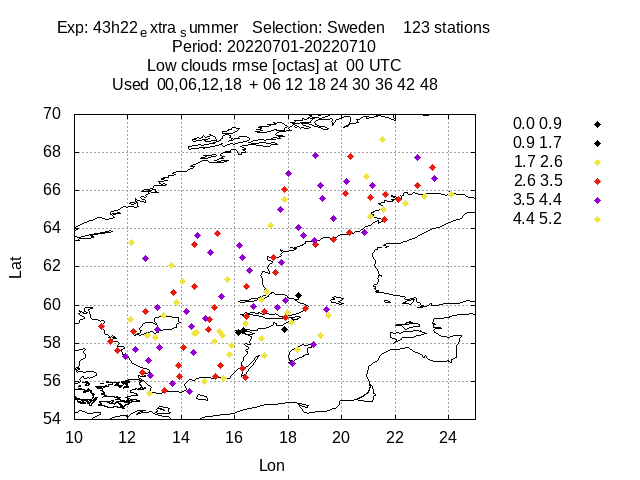 Exp: 43h22extrasummer   Selection: Sweden    123 stations
Period: 20220701-20220710
Low clouds rmse [octas] at  00 UTC
Used  00,06,12,18  + 06 12 18 24 30 36 42 48
70
68
66
64
62
60
58
56
54
10 12 14 16 18 20 22 24
Lat
Lon
0.0 0.9
0.9 1.7
1.7 2.6
2.6 3.5
3.5 4.4
4.4 5.2